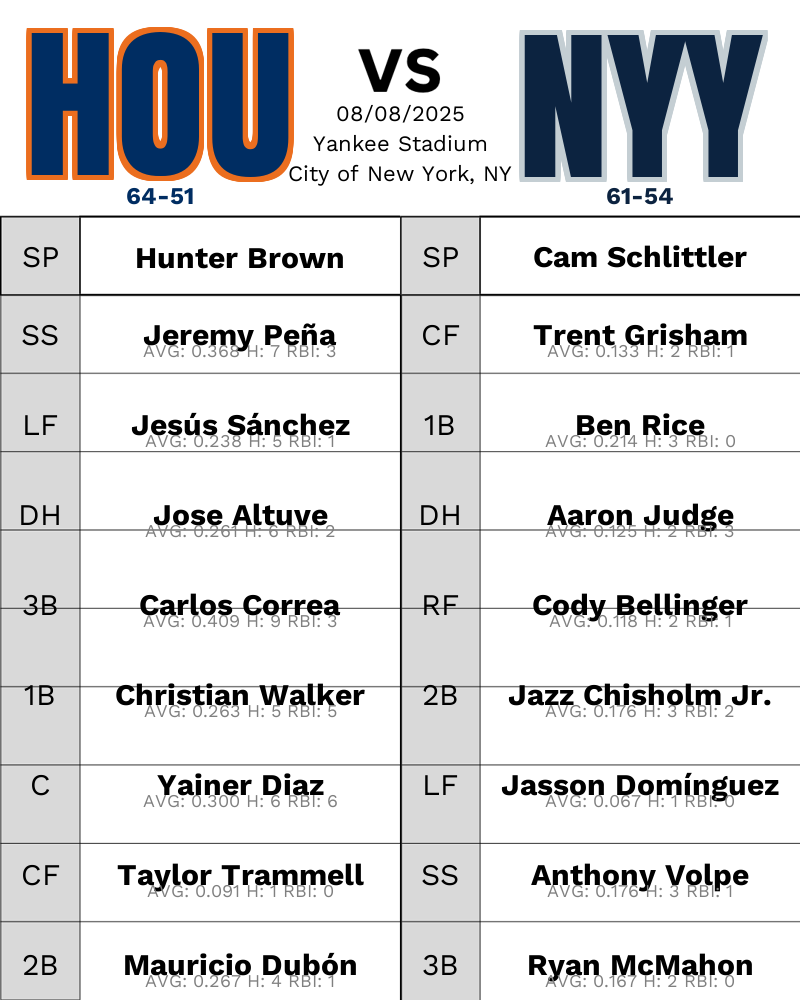 HOU
VS
NYY
08/08/2025
Yankee Stadium
City of New York, NY
64-51
61-54
SP
Hunter Brown
SP
Cam Schlittler
SS
Jeremy Peña
AVG: 0.368 H: 7 RBI: 3
CF
Trent Grisham
AVG: 0.133 H: 2 RBI: 1
LF
Jesús Sánchez
AVG: 0.238 H: 5 RBI: 1
1B
Ben Rice
AVG: 0.214 H: 3 RBI: 0
DH
Jose Altuve
AVG: 0.261 H: 6 RBI: 2
DH
Aaron Judge
AVG: 0.125 H: 2 RBI: 3
3B
Carlos Correa
AVG: 0.409 H: 9 RBI: 3
RF
Cody Bellinger
AVG: 0.118 H: 2 RBI: 1
1B
Christian Walker
AVG: 0.263 H: 5 RBI: 5
2B
Jazz Chisholm Jr.
AVG: 0.176 H: 3 RBI: 2
C
Yainer Diaz
AVG: 0.300 H: 6 RBI: 6
LF
Jasson Domínguez
AVG: 0.067 H: 1 RBI: 0
CF
Taylor Trammell
AVG: 0.091 H: 1 RBI: 0
SS
Anthony Volpe
AVG: 0.176 H: 3 RBI: 1
2B
Mauricio Dubón
AVG: 0.267 H: 4 RBI: 1
3B
Ryan McMahon
AVG: 0.167 H: 2 RBI: 0